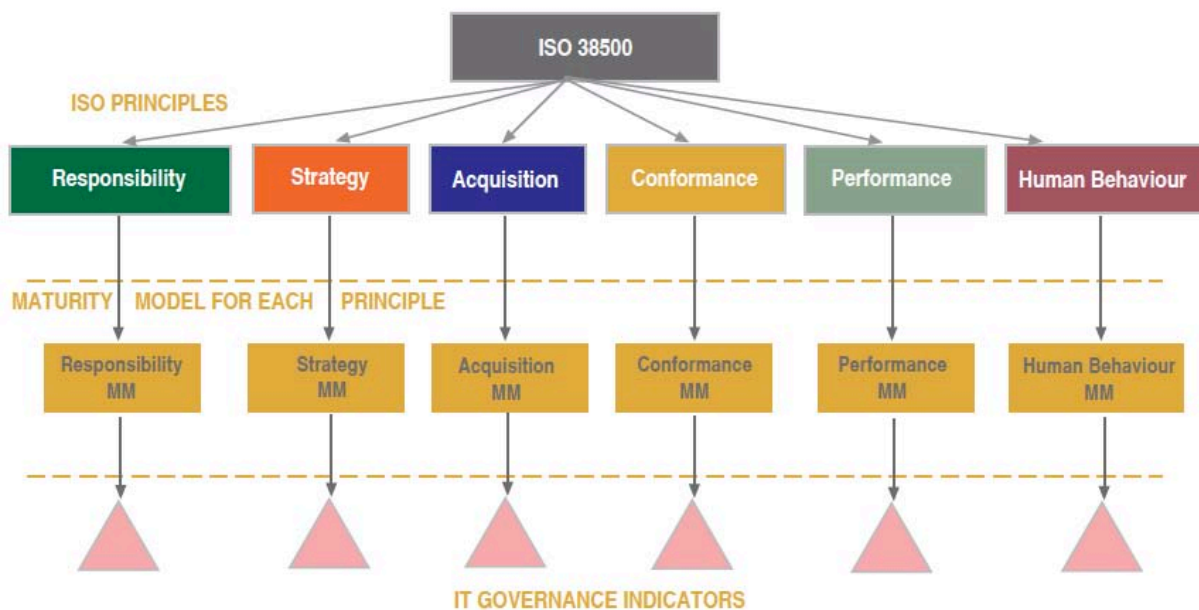 ISO 38500
ISO PRINCIPLES
Responsibility
Strategy
Acquisition
Conformance
Performance
Human Behaviour
MATURITY MODEL FOR EACH PRINCIPLE
Responsibility
MM
Strategy
MM
Acquisition
MM
Conformance
MM
Performance
MM
Human Behaviour
MM
IT GOVERNANCE INDICATORS